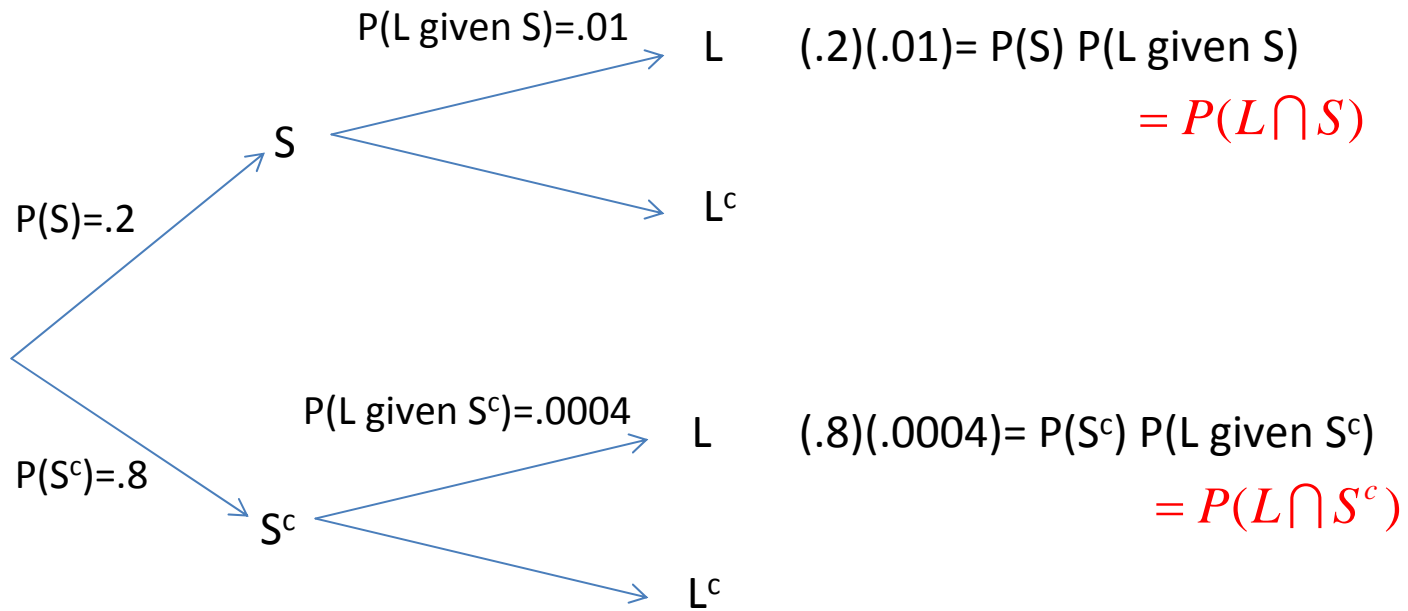 P(L given S)=.01
L (.2)(.01)= P(S) P(L given S)
= P(L⋂S)
S
Lᶜ
P(S)=.2
P(L given Sᶜ)=.0004
L (.8)(.0004)= P(Sᶜ) P(L given Sᶜ)
P(Sᶜ)=.8
= P(L⋂Sᶜ)
Sᶜ
Lᶜ